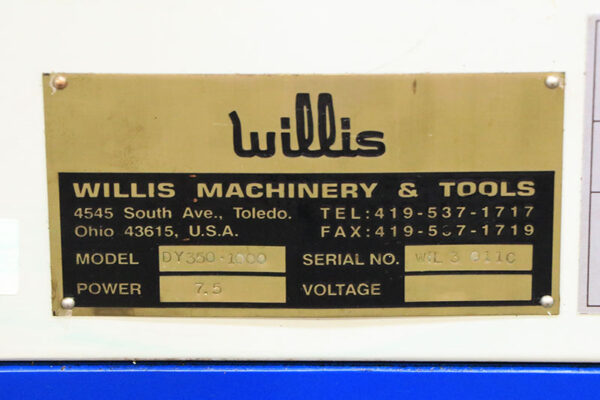 Willis
WILLIS MACHINERY & TOOLS
4545 South Ave., Toledo. TEL:419-537-1717
Ohio 43615, U.S.A. FAX:419-537-1719
MODEL DY350-1000 SERIAL NO.
POWER 7.5 VOLTAGE